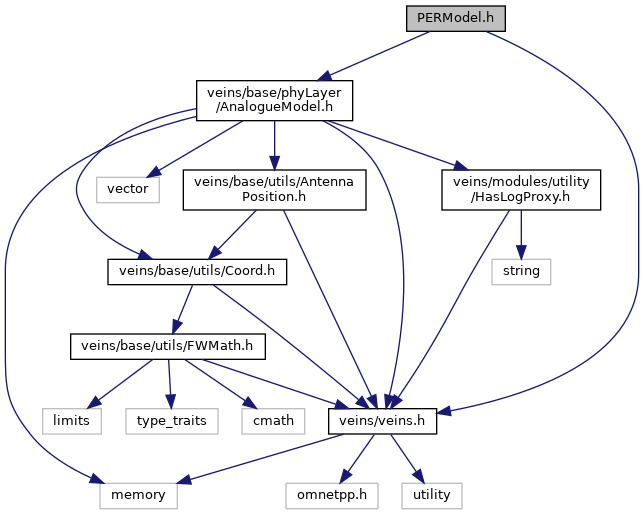 PERModel.h
veins/base/phyLayer
/AnalogueModel.h
vector
veins/base/utils/Antenna
Position.h
veins/modules/utility
/HasLogProxy.h
veins/base/utils/Coord.h
string
veins/base/utils/FWMath.h
limits
type_traits
cmath
veins/veins.h
memory
omnetpp.h
utility